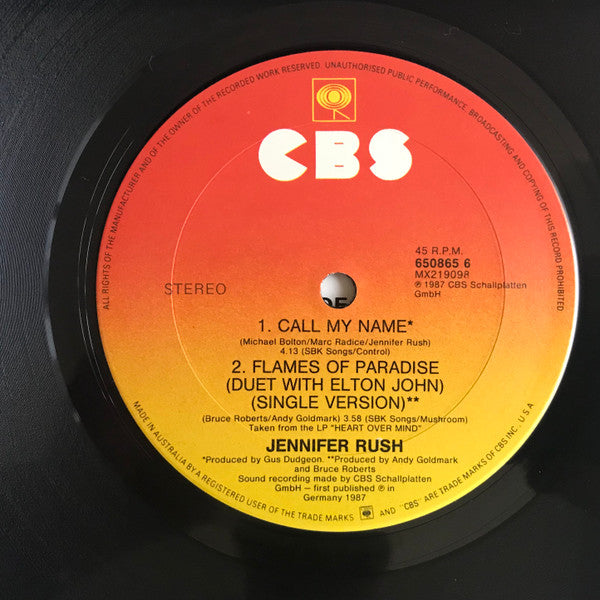 ALL RIGHTS OF THE MANUFACTURER AND OF THE OWNER OF THE RECORDED WORK RESERVED. UNAUTHORISED PUBLIC PERFORMANCE, BROADCASTING AND COPYING OF THIS RECORD PROHIBITED
CBS
45 R.P.M.
650865 6
MX219098
℗ 1987 CBS Schallplatten
GmbH
STEREO
1. CALL MY NAME*
(Michael Bolton/Marc Radice/Jennifer Rush)
4.13 (SBK Songs/Control)
2. FLAMES OF PARADISE
(DUET WITH ELTON JOHN)
(SINGLE VERSION)**
(Bruce Roberts/Andy Goldmark) 3.58 (SBK Songs/Mushroom)
Taken from the LP "HEART OVER MIND"
JENNIFER RUSH
*Produced by Gus Dudgeon. **Produced by Andy Goldmark
and Bruce Roberts
Sound recording made by CBS Schallplatten
GmbH – first published ℗ in
Germany 1987
MADE IN AUSTRALIA BY A REGISTERED USER OF THE TRADE MARKS AND "CBS" ARE TRADE MARKS OF CBS INC. U.S.A.